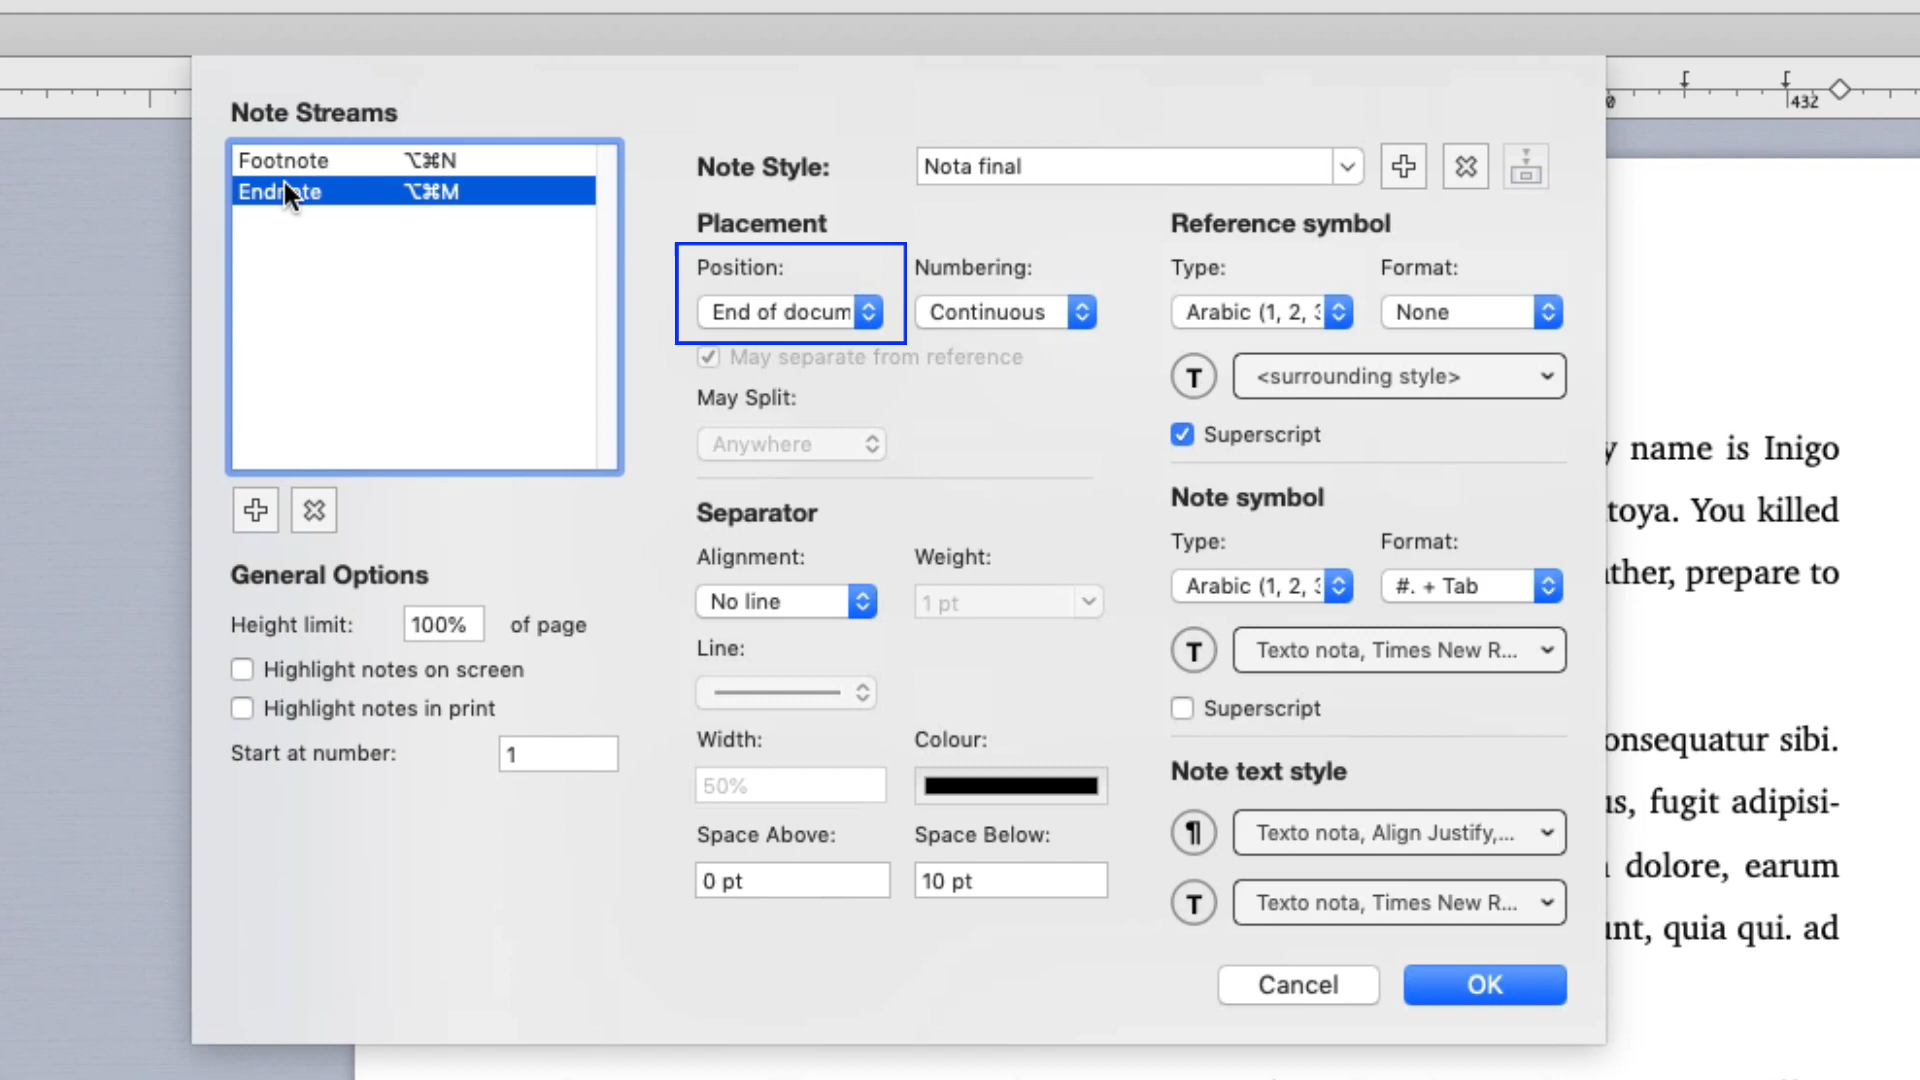 432
Note Streams
Footnote ⌥⌘N
Endnote ⌥⌘M
General Options
Height limit: 100% of page
Highlight notes on screen
Highlight notes in print
Start at number: 1
Note Style: Nota final
Placement
Position: Numbering:
End of docum Continuous
May separate from reference
May Split:
Anywhere
Separator
Alignment: Weight:
No line 1 pt
Line:
Width: Colour:
50%
Space Above: Space Below:
0 pt 10 pt
Reference symbol
Type: Format:
Arabic (1, 2, None
T <surrounding style>
Superscript
Note symbol
Type: Format:
Arabic (1, 2, #. + Tab
T Texto nota, Times New R...
Superscript
Note text style
¶ Texto nota, Align Justify,...
T Texto nota, Times New R...
Cancel OK
name is Inigo
toya. You killed
ther, prepare to
onsequatur sibi.
us, fugit adipisi-
dolore, earum
unt, quia qui. ad